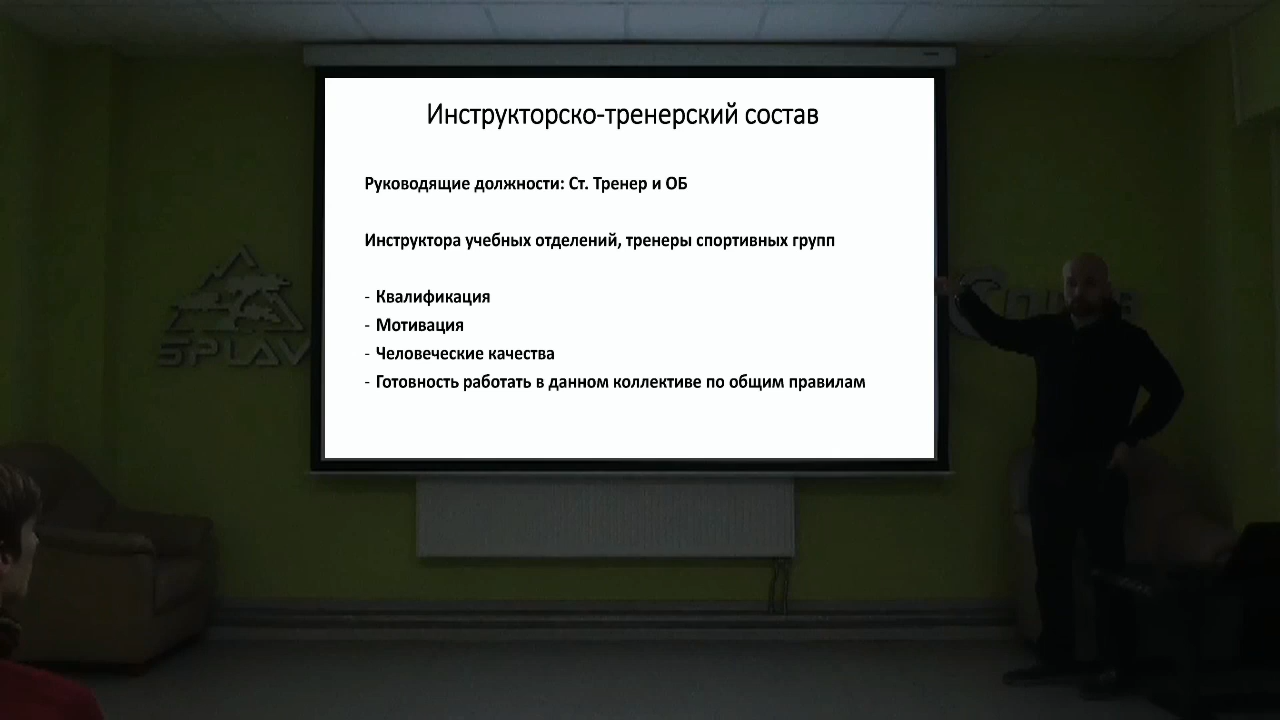 Инструкторско-тренерский состав
Руководящие должности: Ст. Тренер и ОБ
Инструктора учебных отделений, тренеры спортивных групп
- Квалификация
- Мотивация
- Человеческие качества
- Готовность работать в данном коллективе по общим правилам
SPLAV